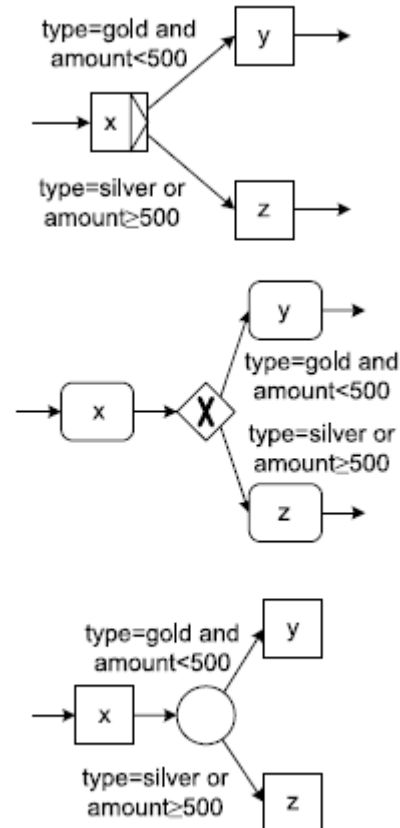 type=gold and
amount<500
y
x
type=silver or
amount≥500
z
y
type=gold and
amount<500
x
X
type=silver or
amount≥500
z
type=gold and
amount<500
y
x
type=silver or
amount≥500
z